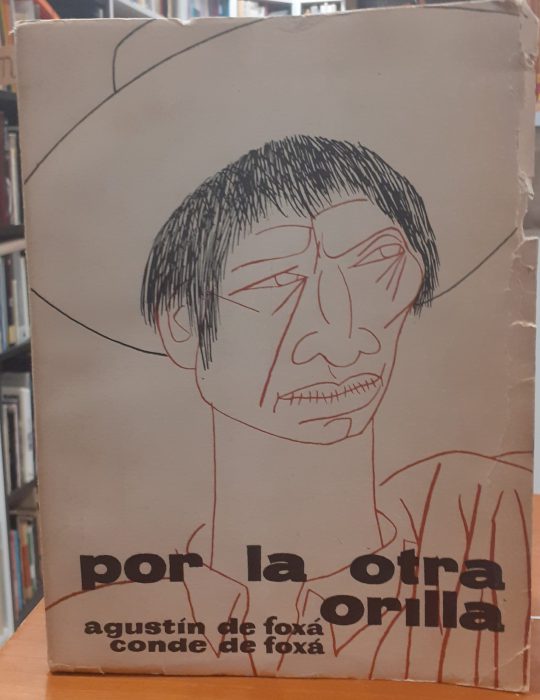 por la otra
orilla
agustín de foxá
conde de foxá